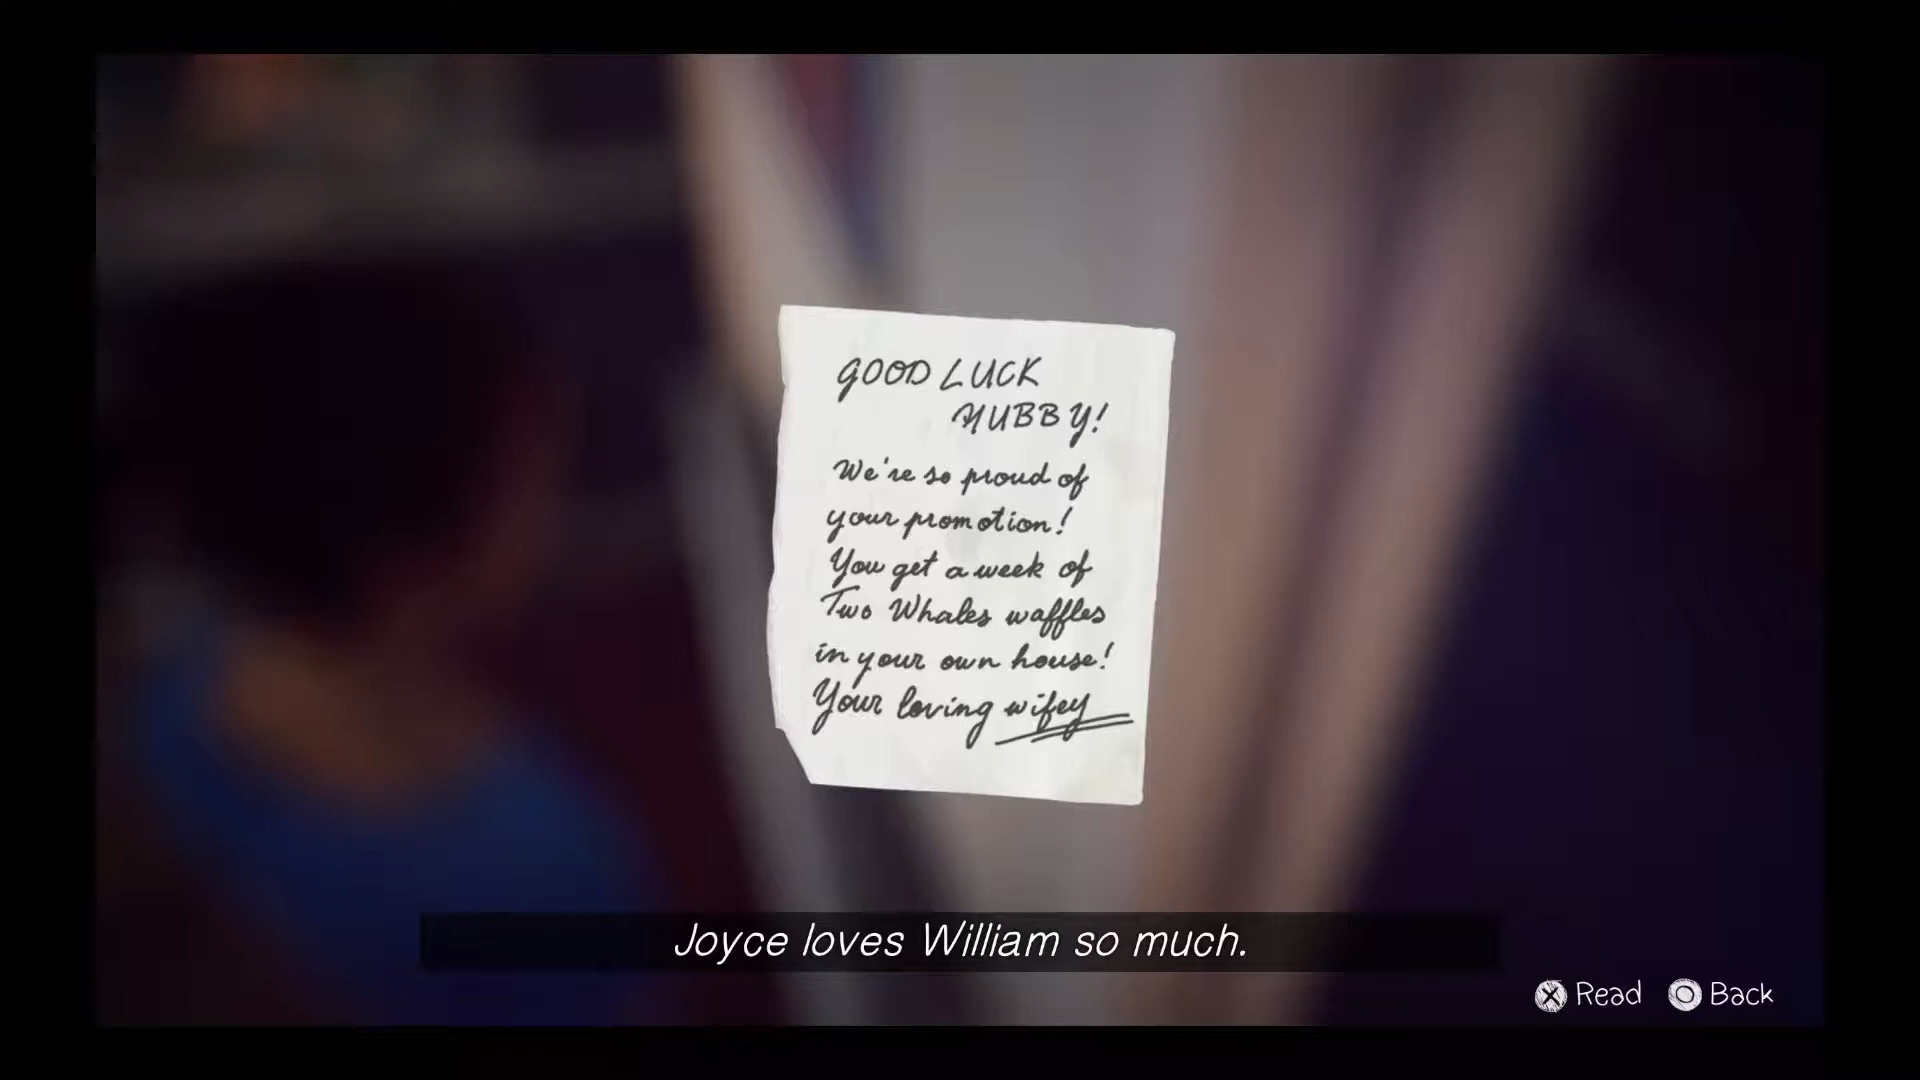 GOOD LUCK
HUBBY!
We're so proud of
your promotion!
You get a week of
Two Whales waffles
in your own house!
Your loving wifey
Joyce loves William so much.
Read Back